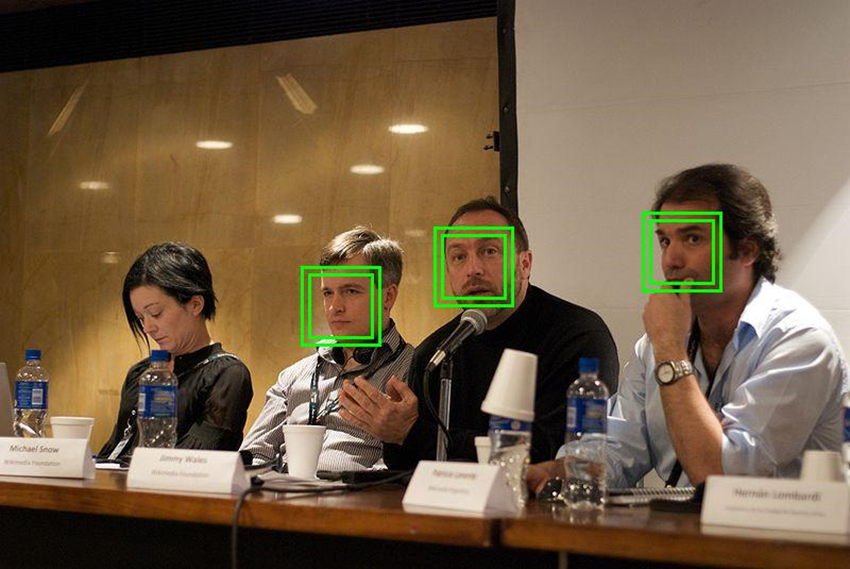 Michael Snow
Wikimedia Foundation
Jimmy Wales
Wikimedia Foundation
Patricio Lorente
Wikimedia Argentina
Hernán Lombardi